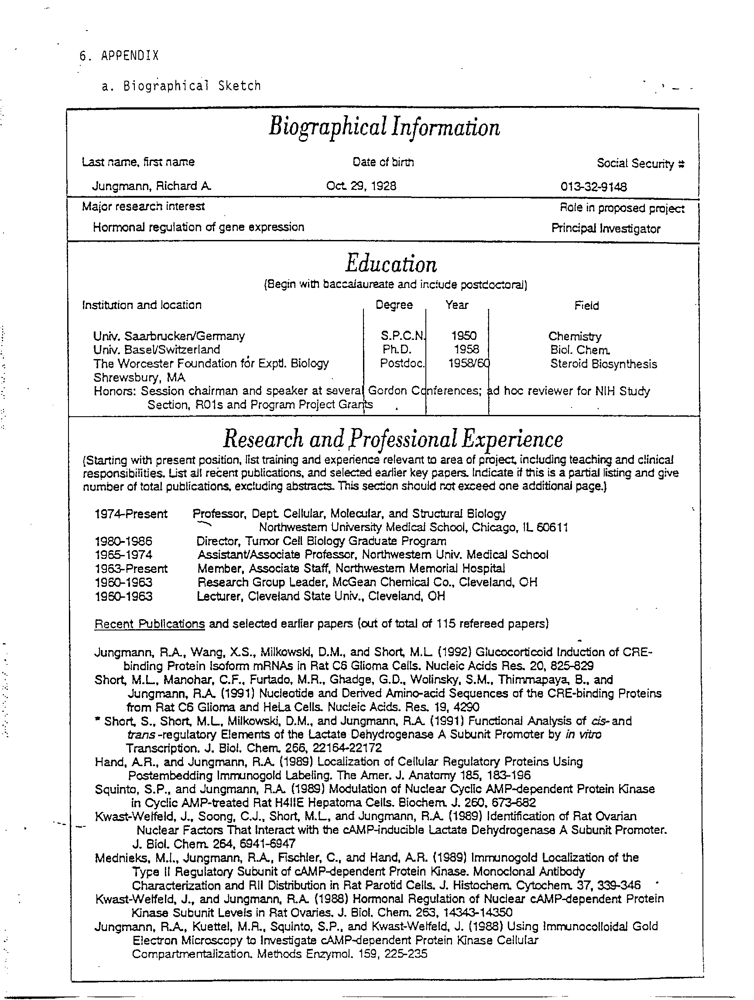 6. APPENDIX
a. Biographical Sketch
Biographical Information
Last name, first name Date of birth Social Security #
Jungmann, Richard A. Oct. 29, 1928 013-32-9148
Major research interest Role in proposed project
Hormonal regulation of gene expression Principal Investigator
Education
(Begin with baccalaureate and include postdoctoral)
Institution and location Degree Year Field
Univ. Saarbrucken/Germany S.P.C.N. 1950 Chemistry
Univ. Basel/Switzerland Ph.D. 1958 Biol. Chem.
The Worcester Foundation for Exptl. Biology Postdoc. 1958/60 Steroid Biosynthesis
Shrewsbury, MA
Honors: Session chairman and speaker at several Gordon Conferences; ad hoc reviewer for NIH Study
Section, R01s and Program Project Grants
Research and Professional Experience
(Starting with present position, list training and experience relevant to area of project, including teaching and clinical
responsibilities. List all recent publications, and selected earlier key papers. Indicate if this is a partial listing and give
number of total publications, excluding abstracts. This section should not exceed one additional page.)
1974-Present Professor, Dept. Cellular, Molecular, and Structural Biology
Northwestern University Medical School, Chicago, IL 60611
1980-1986 Director, Tumor Cell Biology Graduate Program
1965-1974 Assistant/Associate Professor, Northwestern Univ. Medical School
1963-Present Member, Associate Staff, Northwestern Memorial Hospital
1960-1963 Research Group Leader, McGean Chemical Co., Cleveland, OH
1960-1963 Lecturer, Cleveland State Univ., Cleveland, OH
Recent Publications and selected earlier papers (out of total of 115 refereed papers)
Jungmann, R.A., Wang, X.S., Milkowski, D.M., and Short, M.L. (1992) Glucocorticoid Induction of CRE-
binding Protein Isoform mRNAs in Rat C6 Glioma Cells. Nucleic Acids Res. 20, 825-829
Short, M.L., Manohar, C.F., Furtado, M.R., Ghadge, G.D., Wolinsky, S.M., Thimmapaya, B., and
Jungmann, R.A. (1991) Nucleotide and Derived Amino-acid Sequences of the CRE-binding Proteins
from Rat C6 Glioma and HeLa Cells. Nucleic Acids. Res. 19, 4290
* Short, S., Short, M.L., Milkowski, D.M., and Jungmann, R.A. (1991) Functional Analysis of cis- and
trans-regulatory Elements of the Lactate Dehydrogenase A Subunit Promoter by in vitro
Transcription. J. Biol. Chem. 266, 22164-22172
Hand, A.R., and Jungmann, R.A. (1989) Localization of Cellular Regulatory Proteins Using
Postembedding Immunogold Labeling. The Amer. J. Anatomy 185, 183-196
Squinto, S.P., and Jungmann, R.A. (1989) Modulation of Nuclear Cyclic AMP-dependent Protein Kinase
in Cyclic AMP-treated Rat H4IIE Hepatoma Cells. Biochem. J. 260, 673-682
Kwast-Welfeld, J., Soong, C.J., Short, M.L., and Jungmann, R.A. (1989) Identification of Rat Ovarian
Nuclear Factors That Interact with the cAMP-inducible Lactate Dehydrogenase A Subunit Promoter.
J. Biol. Chem. 264, 6941-6947
Mednieks, M.I., Jungmann, R.A., Fischler, C., and Hand, A.R. (1989) Immunogold Localization of the
Type II Regulatory Subunit of cAMP-dependent Protein Kinase. Monoclonal Antibody
Characterization and RII Distribution in Rat Parotid Cells. J. Histochem. Cytochem. 37, 339-346
Kwast-Welfeld, J., and Jungmann, R.A. (1988) Hormonal Regulation of Nuclear cAMP-dependent Protein
Kinase Subunit Levels in Rat Ovaries. J. Biol. Chem. 263, 14343-14350
Jungmann, R.A., Kuettel, M.R., Squinto, S.P., and Kwast-Welfeld, J. (1988) Using Immunocolloidal Gold
Electron Microscopy to Investigate cAMP-dependent Protein Kinase Cellular
Compartmentalization. Methods Enzymol. 159, 225-235